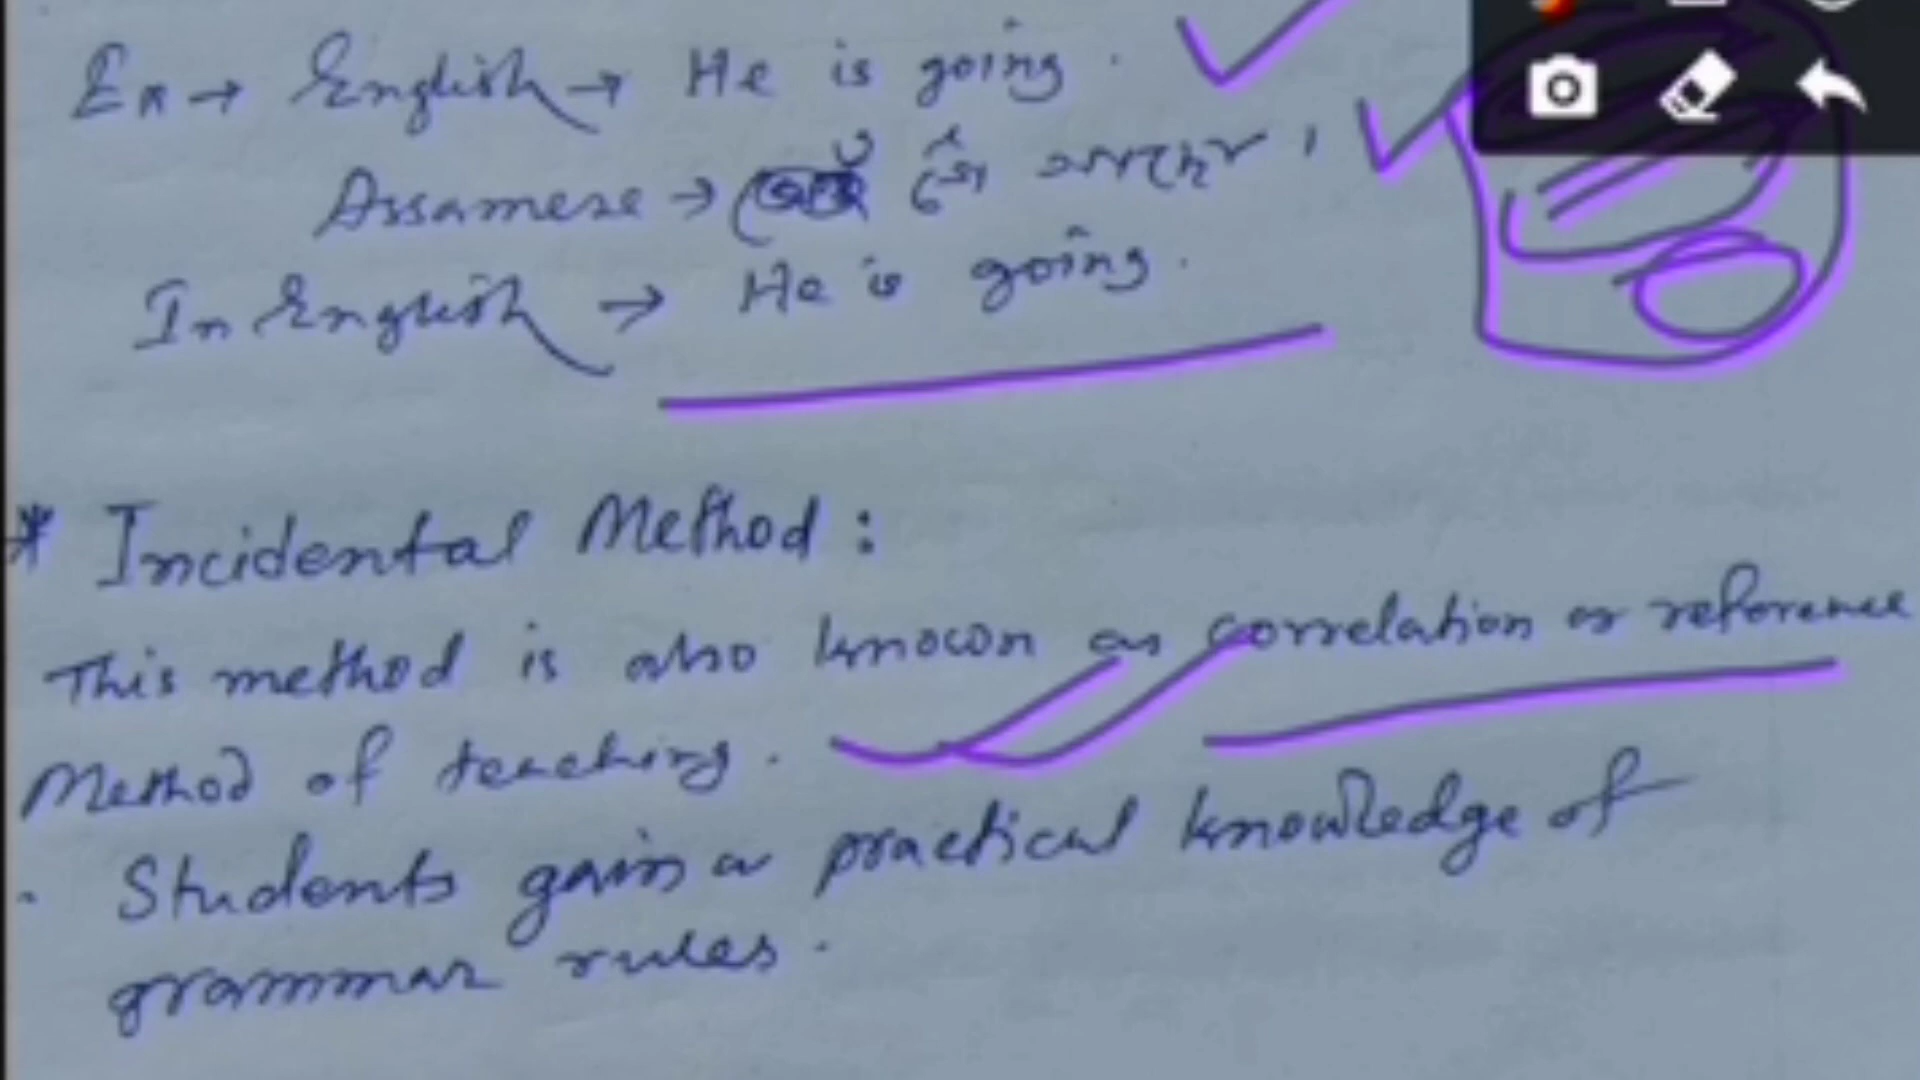 Ex → English → He is going.
Assamese →
In English → He is going.
* Incidental Method :
This method is also known as correlation or reference
Method of teaching.
. Students gain a practical knowledge of
grammar rules.